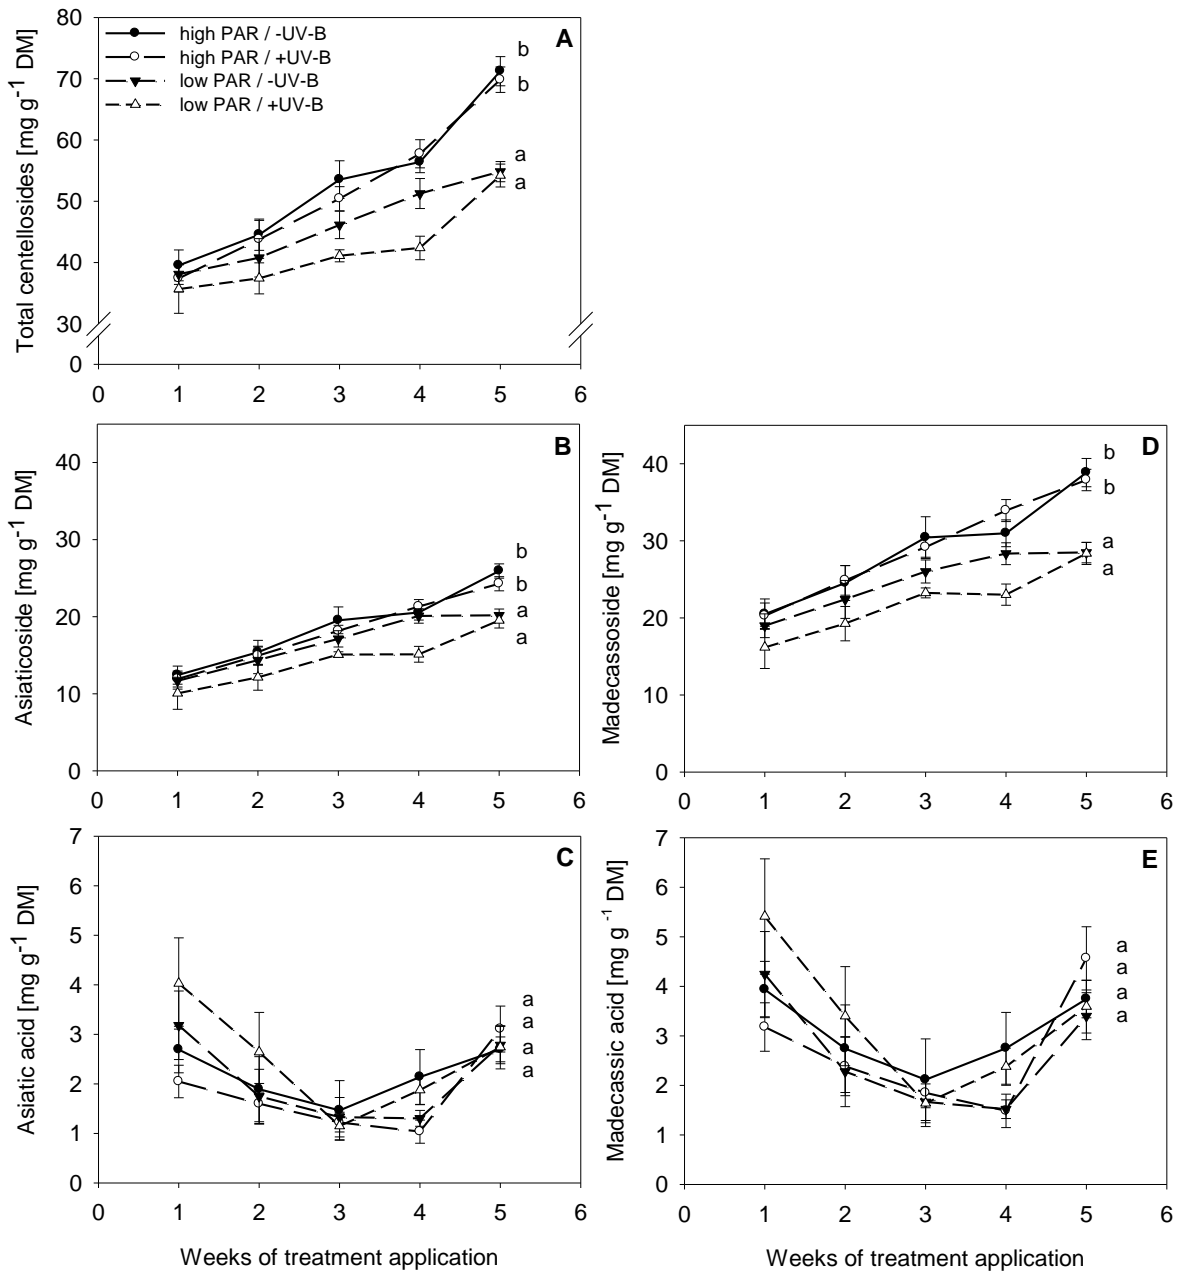 80
70
60
50
40
30
0
Total centellosides [mg g-1 DM]
high PAR / -UV-B
high PAR / +UV-B
low PAR / -UV-B
low PAR / +UV-B
A
b
b
a
a
0 1 2 3 4 5 6
40
30
20
10
0
Asiaticoside [mg g-1 DM]
B
b
b
a
a
0 1 2 3 4 5 6
40
30
20
10
0
Madecassoside [mg g-1 DM]
D
b
b
a
a
0 1 2 3 4 5 6
7
6
5
4
3
2
1
0
Asiatic acid [mg g-1 DM]
C
a
a
a
a
0 1 2 3 4 5 6
Weeks of treatment application
7
6
5
4
3
2
1
0
Madecassic acid [mg g-1 DM]
E
a
a
a
a
0 1 2 3 4 5 6
Weeks of treatment application